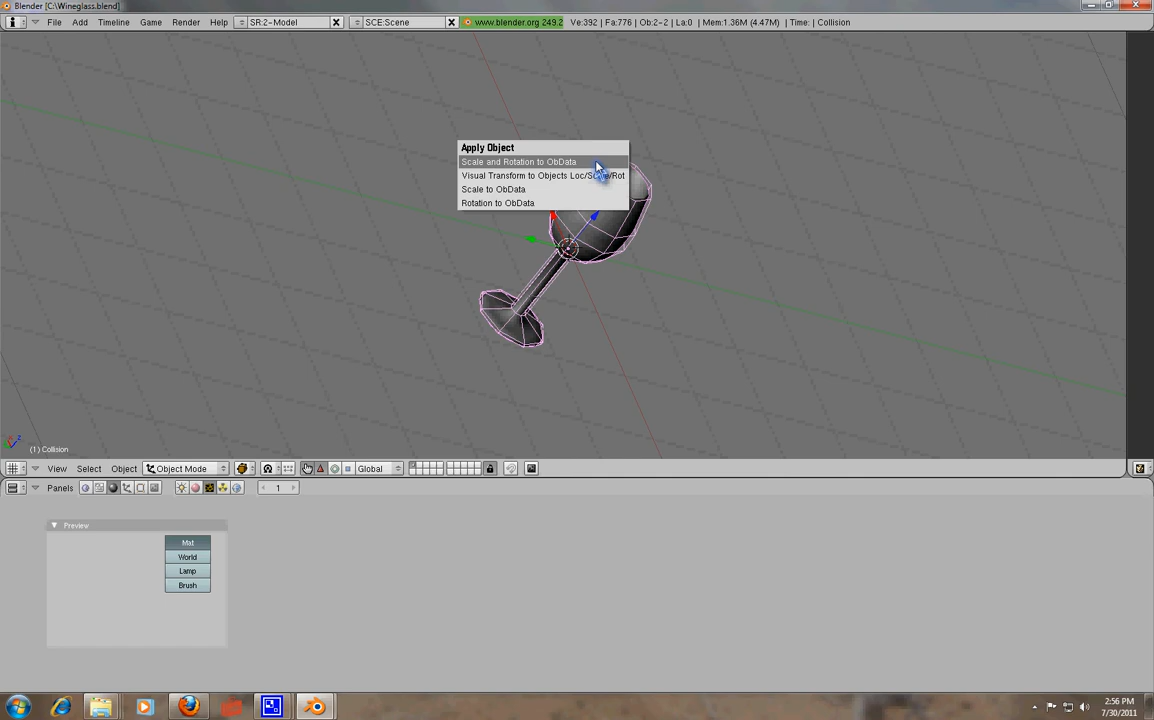 Blender [C:\Wineglass.blend]
File Add Timeline Game Render Help SR:2-Model SCE:Scene www.blender.org 249.2 Ve:392 | Fa:776 | Ob:2-2 | La:0 | Mem:1.36M (4.47M) | Time: | Collision
Apply Object
Scale and Rotation to ObData
Visual Transform to Objects Loc/Scale/Rot
Scale to ObData
Rotation to ObData
(1) Collision
View Select Object Object Mode Global
Panels 1
Preview
Mat
World
Lamp
Brush
2:56 PM
7/30/2011